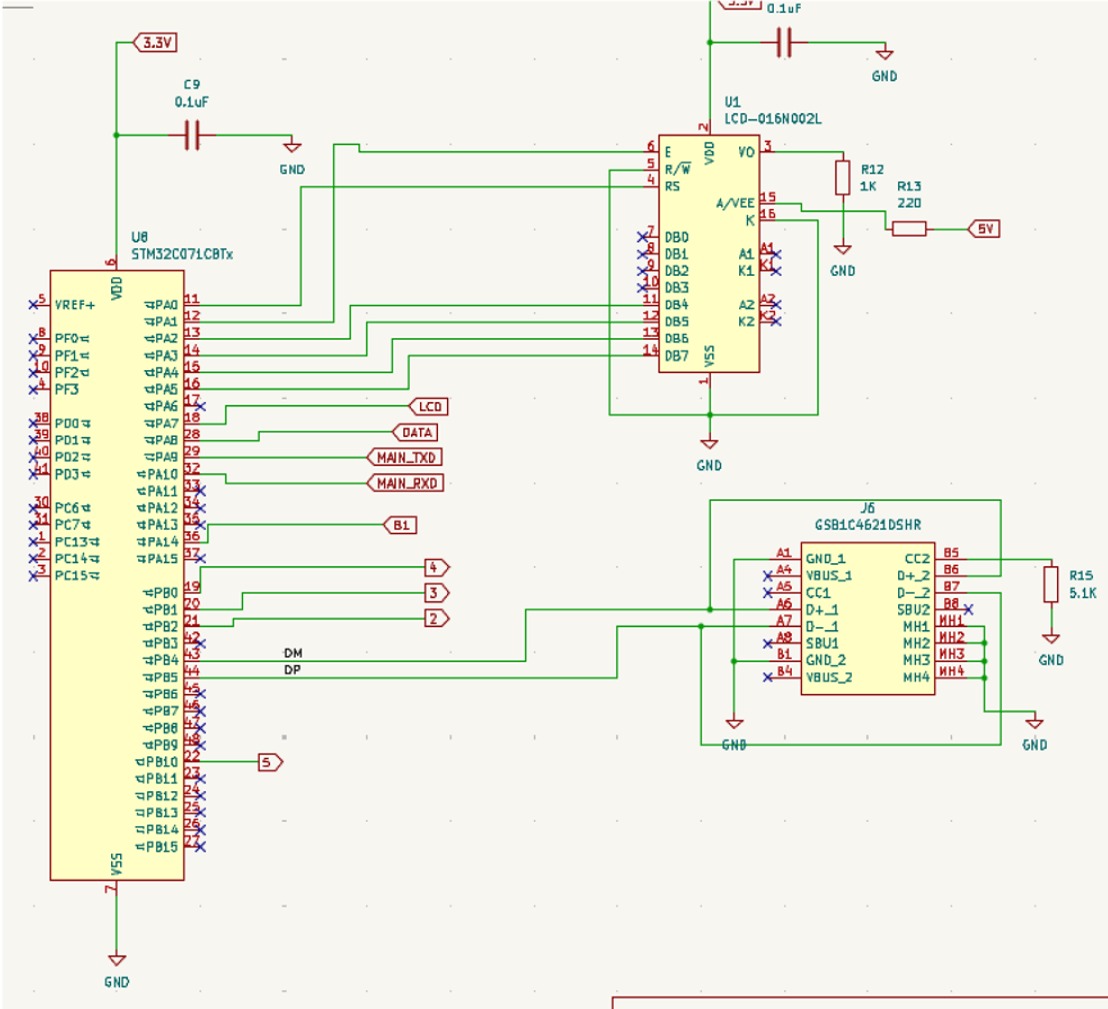 3.3V
C9
0.1uF
GND
U8
STM32C071CBTx
6
VDD
5 VREF+
8 PF0
9 PF1
10 PF2
4 PF3
38 PD0
39 PD1
40 PD2
41 PD3
30 PC6
31 PC7
1 PC13
2 PC14
3 PC15
PA0 11
PA1 12
PA2 13
PA3 14
PA4 15
PA5 16
PA6 17
PA7 18
PA8 28
PA9 29
PA10 32
PA11 33
PA12 34
PA13 35
PA14 36
PA15 37
PB0 19
PB1 20
PB2 21
PB3 42
PB4 43
PB5 44
PB6 45
PB7 46
PB8 47
PB9 48
PB10 22
PB11 23
PB12 24
PB13 25
PB14 26
PB15 27
VSS
7
GND
LCD
DATA
MAIN_TXD
MAIN_RXD
B1
4
3
2
DM
DP
5
3.3V
0.1uF
GND
U1
LCD-016N002L
2
VDD
6 E
5 R/W
4 RS
7 DB0
8 DB1
9 DB2
10 DB3
11 DB4
12 DB5
13 DB6
14 DB7
VO 3
A/VEE 15
K 16
A1 A1
K1 K1
A2 A2
K2 K2
VSS
1
GND
R12
1K
GND
R13
220
5V
J6
GSB1C4621DSHR
A1 GND_1
A4 VBUS_1
A5 CC1
A6 D+_1
A7 D-_1
A8 SBU1
B1 GND_2
B4 VBUS_2
CC2 B5
D+_2 B6
D-_2 B7
SBU2 B8
MH1 MH1
MH2 MH2
MH3 MH3
MH4 MH4
R15
5.1K
GND
GND
GND